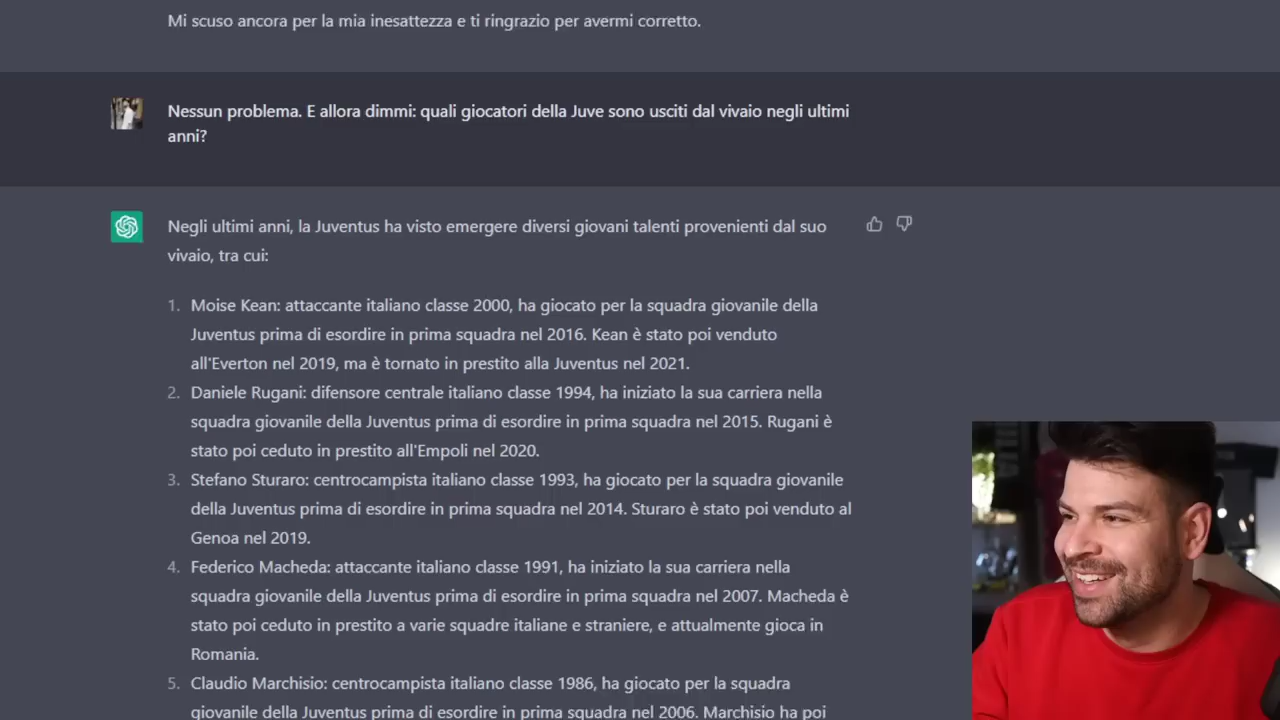 Mi scuso ancora per la mia inesattezza e ti ringrazio per avermi corretto.
Nessun problema. E allora dimmi: quali giocatori della Juve sono usciti dal vivaio negli ultimi
anni?
Negli ultimi anni, la Juventus ha visto emergere diversi giovani talenti provenienti dal suo
vivaio, tra cui:
1. Moise Kean: attaccante italiano classe 2000, ha giocato per la squadra giovanile della
Juventus prima di esordire in prima squadra nel 2016. Kean è stato poi venduto
all'Everton nel 2019, ma è tornato in prestito alla Juventus nel 2021.
2. Daniele Rugani: difensore centrale italiano classe 1994, ha iniziato la sua carriera nella
squadra giovanile della Juventus prima di esordire in prima squadra nel 2015. Rugani è
stato poi ceduto in prestito all'Empoli nel 2020.
3. Stefano Sturaro: centrocampista italiano classe 1993, ha giocato per la squadra giovanile
della Juventus prima di esordire in prima squadra nel 2014. Sturaro è stato poi venduto al
Genoa nel 2019.
4. Federico Macheda: attaccante italiano classe 1991, ha iniziato la sua carriera nella
squadra giovanile della Juventus prima di esordire in prima squadra nel 2007. Macheda è
stato poi ceduto in prestito a varie squadre italiane e straniere, e attualmente gioca in
Romania.
5. Claudio Marchisio: centrocampista italiano classe 1986, ha giocato per la squadra
giovanile della Juventus prima di esordire in prima squadra nel 2006. Marchisio ha poi